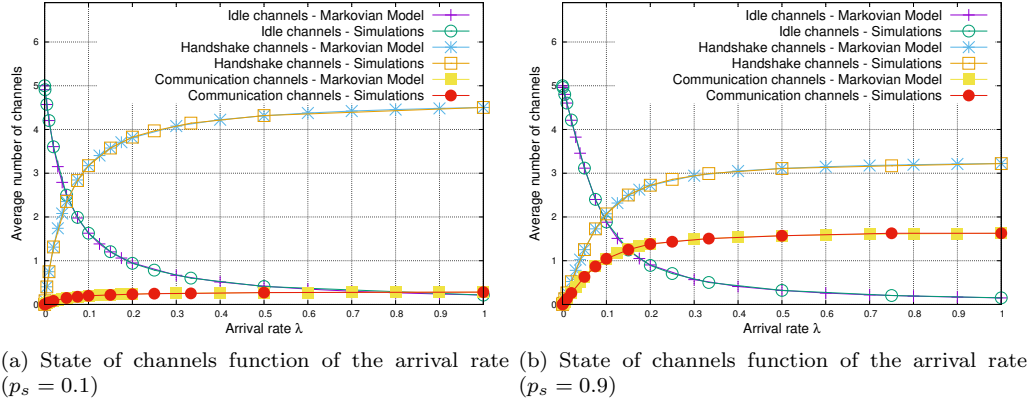 Idle channels - Markovian Model
Idle channels - Simulations
Handshake channels - Markovian Model
Handshake channels - Simulations
Communication channels - Markovian Model
Communication channels - Simulations
Average number of channels
6
5
4
3
2
1
0
0 0.1 0.2 0.3 0.4 0.5 0.6 0.7 0.8 0.9 1
Arrival rate λ
(a) State of channels function of the arrival rate
(p_s = 0.1)
Idle channels - Markovian Model
Idle channels - Simulations
Handshake channels - Markovian Model
Handshake channels - Simulations
Communication channels - Markovian Model
Communication channels - Simulations
Average number of channels
6
5
4
3
2
1
0
0 0.1 0.2 0.3 0.4 0.5 0.6 0.7 0.8 0.9 1
Arrival rate λ
(b) State of channels function of the arrival rate
(p_s = 0.9)